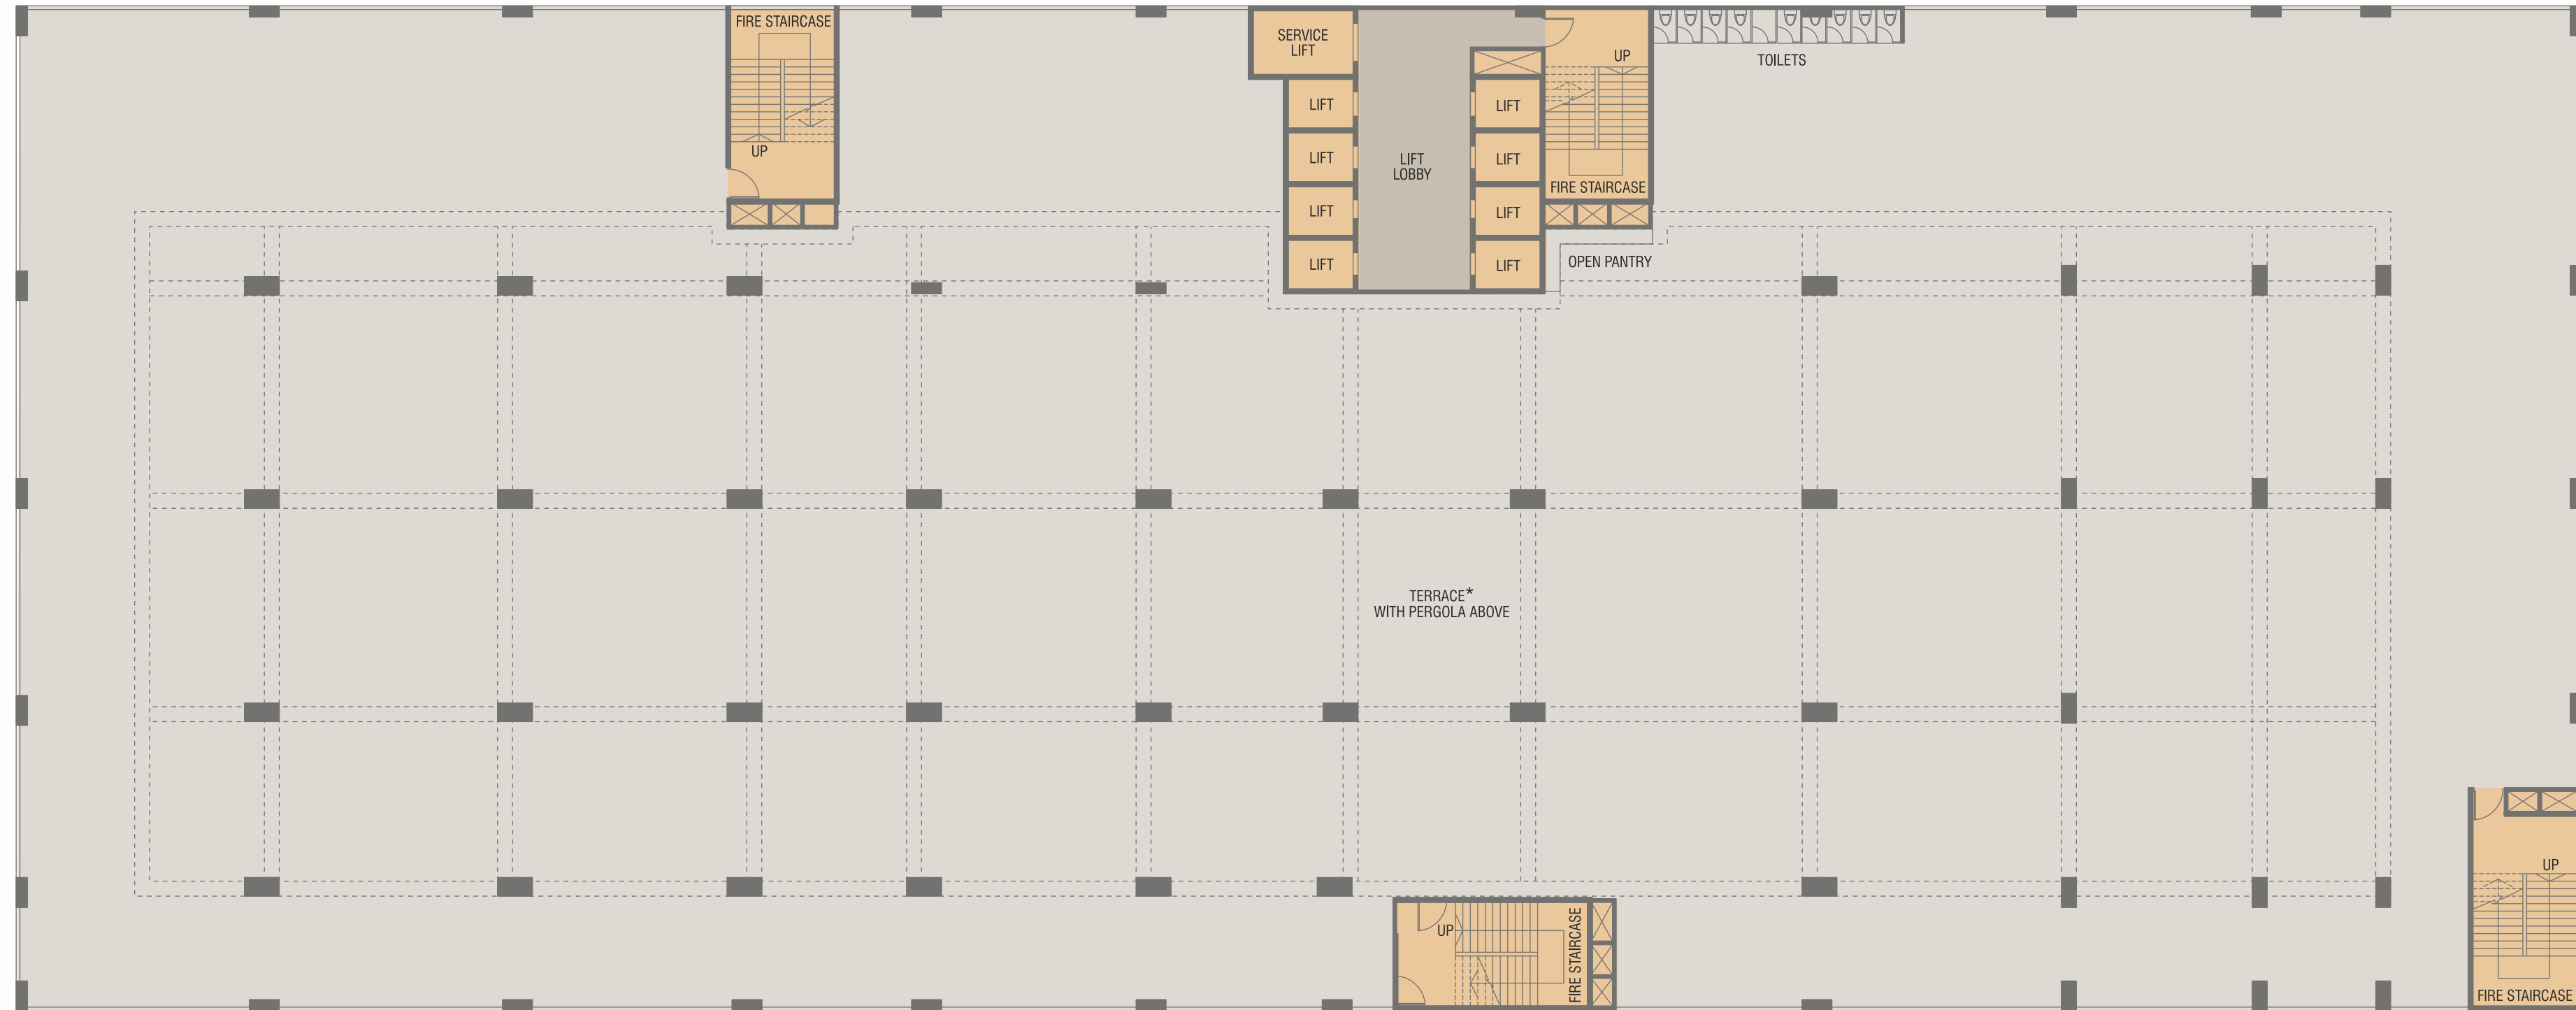 FIRE STAIRCASE
UP
SERVICE
LIFT
LIFT
LIFT
LIFT
LIFT
LIFT
LOBBY
LIFT
LIFT
LIFT
LIFT
UP
FIRE STAIRCASE
TOILETS
OPEN PANTRY
TERRACE*
WITH PERGOLA ABOVE
UP
FIRE STAIRCASE
UP
FIRE STAIRCASE